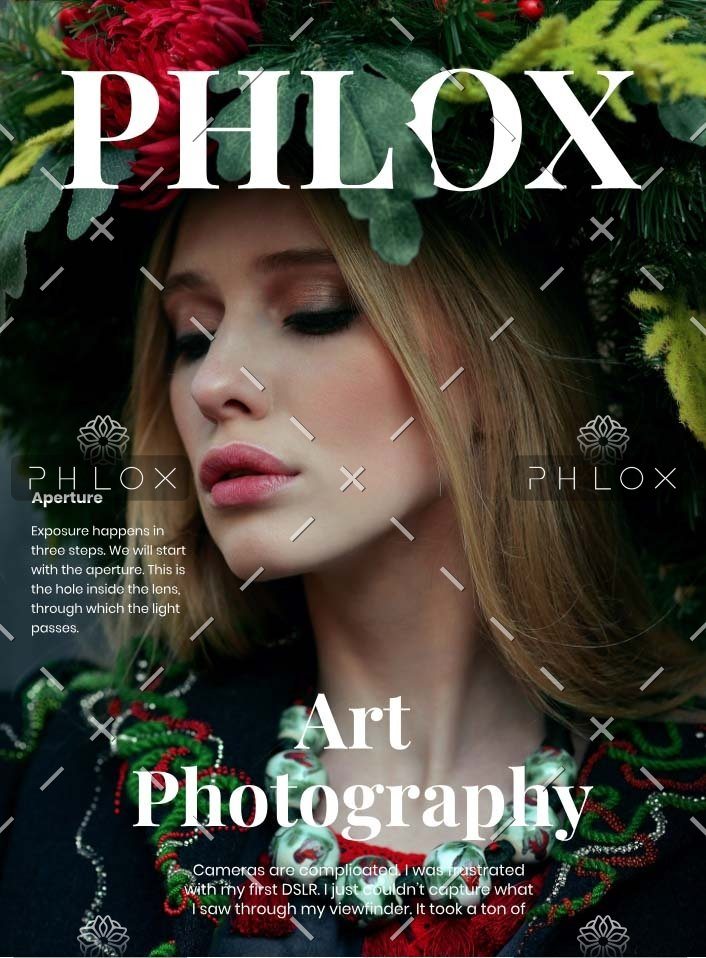 PHLOX
PHLOX
PHLOX
Aperture
Exposure happens in
three steps. We will start
with the aperture. This is
the hole inside the lens,
through which the light
passes.
Art
Photography
Cameras are complicated. I was frustrated
with my first DSLR. I just couldn't capture what
I saw through my viewfinder. It took a ton of